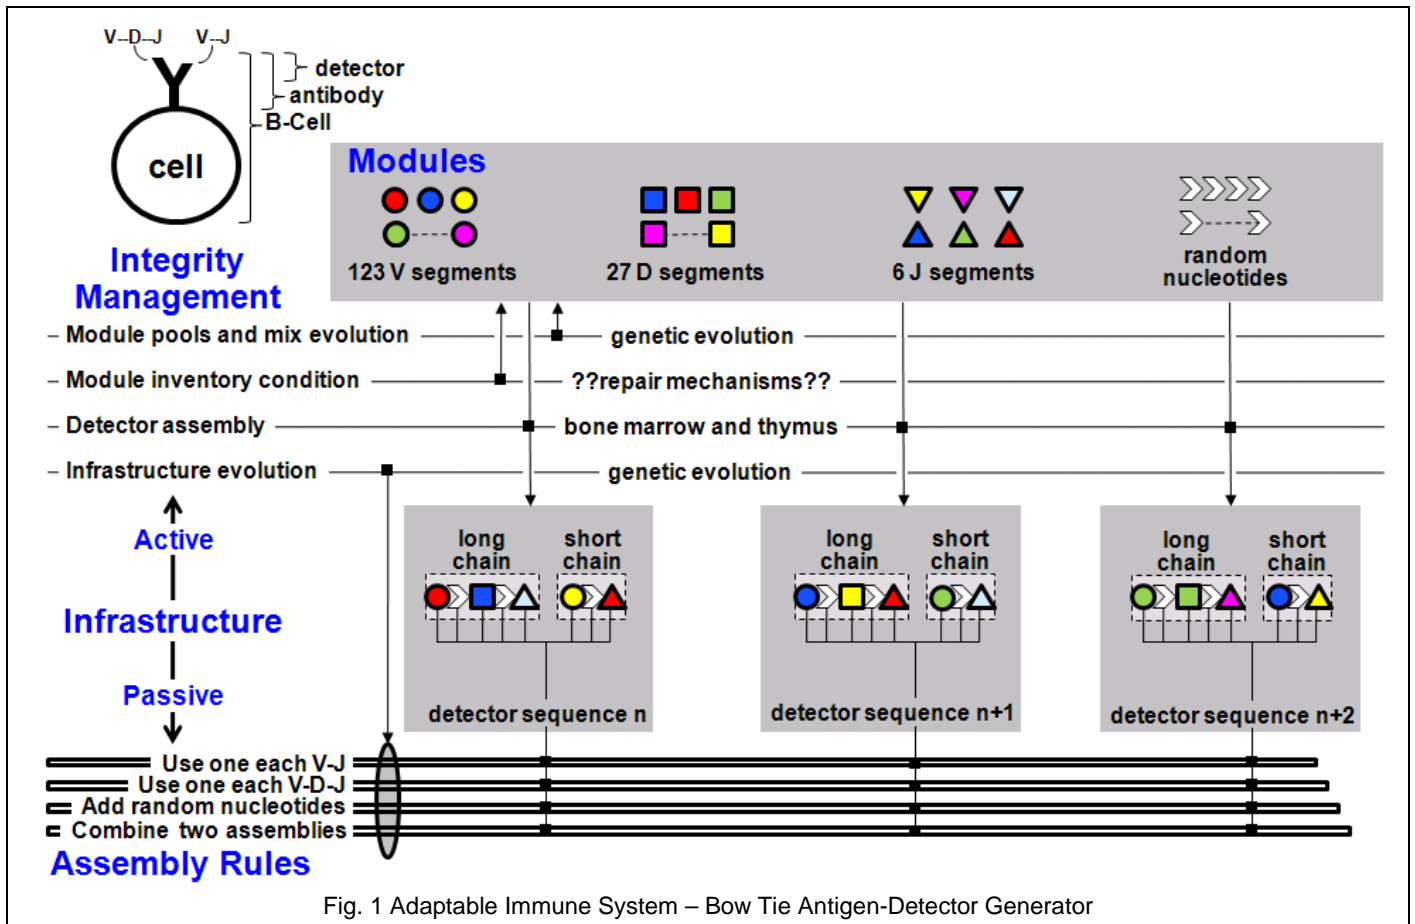 V--D--J V--J
detector
antibody
B-Cell
cell
Modules
123 V segments
27 D segments
6 J segments
random
nucleotides
Integrity
Management
Module pools and mix evolution
genetic evolution
Module inventory condition
??repair mechanisms??
Detector assembly
bone marrow and thymus
Infrastructure evolution
genetic evolution
Active
Infrastructure
Passive
long
chain
short
chain
detector sequence n
long
chain
short
chain
detector sequence n+1
long
chain
short
chain
detector sequence n+2
Use one each V-J
Use one each V-D-J
Add random nucleotides
Combine two assemblies
Assembly Rules
Fig. 1 Adaptable Immune System – Bow Tie Antigen-Detector Generator